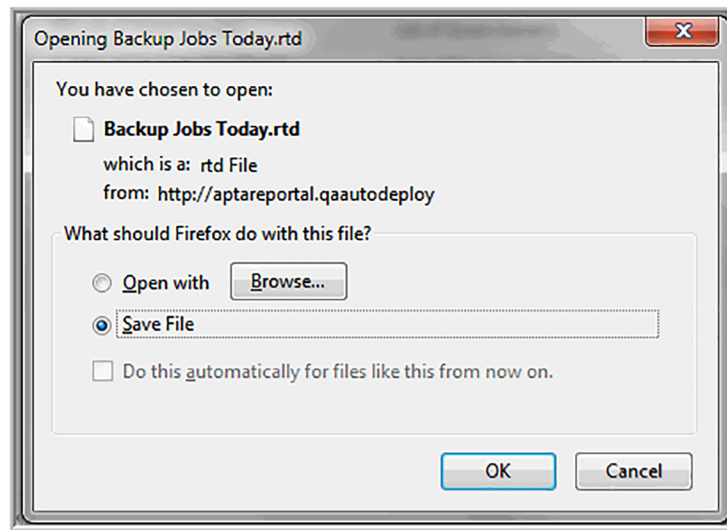 Opening Backup Jobs Today.rtd
You have chosen to open:
Backup Jobs Today.rtd
which is a: rtd File
from: http://aptareportal.qaautodeploy
What should Firefox do with this file?
Open with Browse...
Save File
Do this automatically for files like this from now on.
OK Cancel